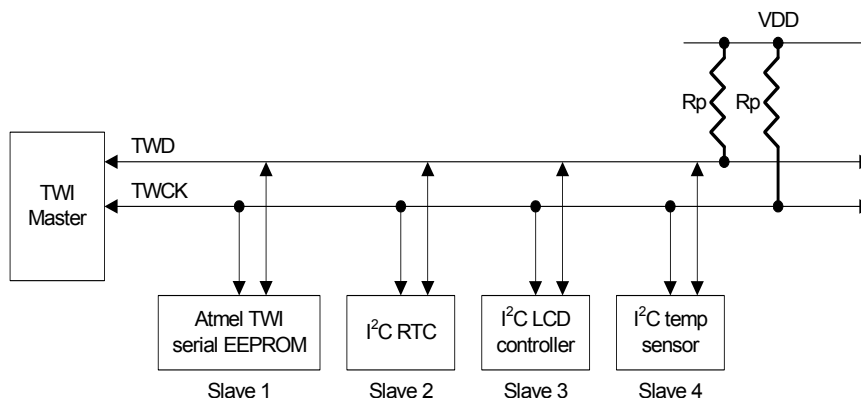 VDD
Rp Rp
TWD
TWI
Master
TWCK
Atmel TWI
serial EEPROM
I²C RTC
I²C LCD
controller
I²C temp
sensor
Slave 1
Slave 2
Slave 3
Slave 4